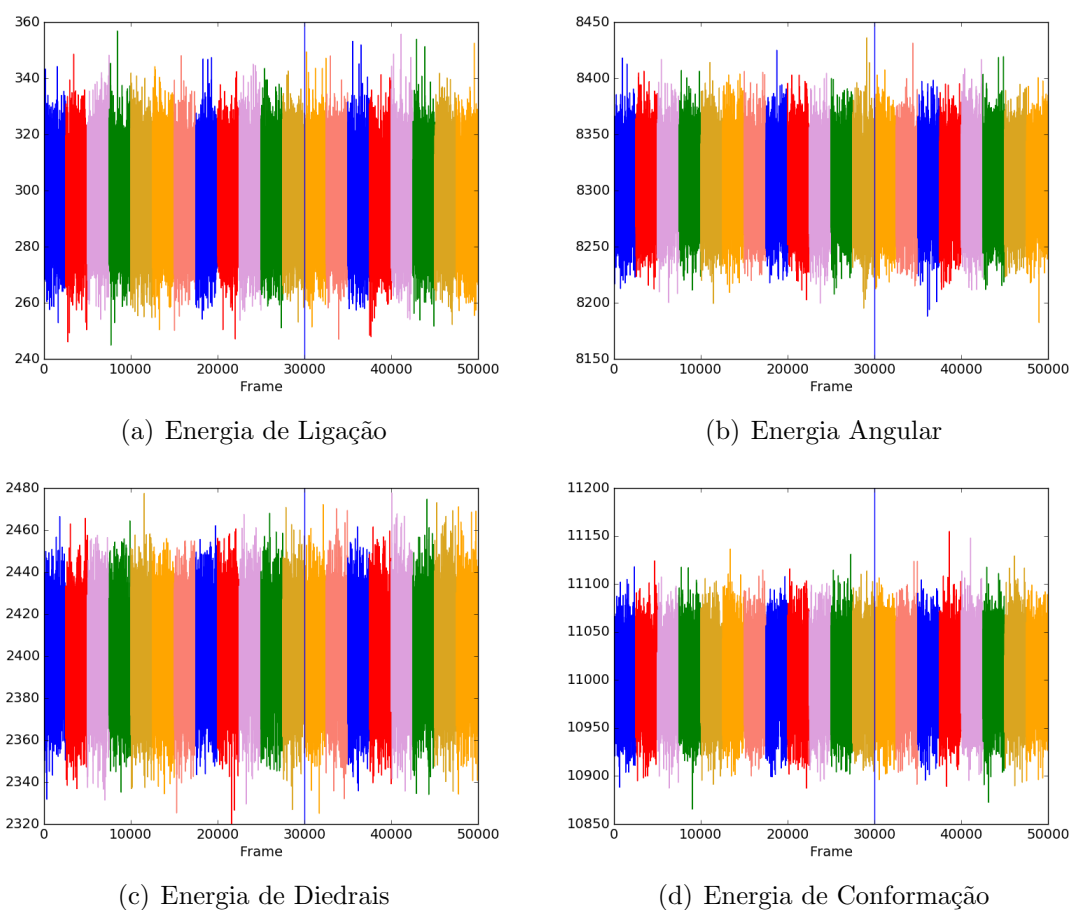 360
340
320
300
280
260
240
0 10000 20000 30000 40000 50000
Frame
(a) Energia de Ligação
8450
8400
8350
8300
8250
8200
8150
0 10000 20000 30000 40000 50000
Frame
(b) Energia Angular
2480
2460
2440
2420
2400
2380
2360
2340
2320
0 10000 20000 30000 40000 50000
Frame
(c) Energia de Diedrais
11200
11150
11100
11050
11000
10950
10900
10850
0 10000 20000 30000 40000 50000
Frame
(d) Energia de Conformação